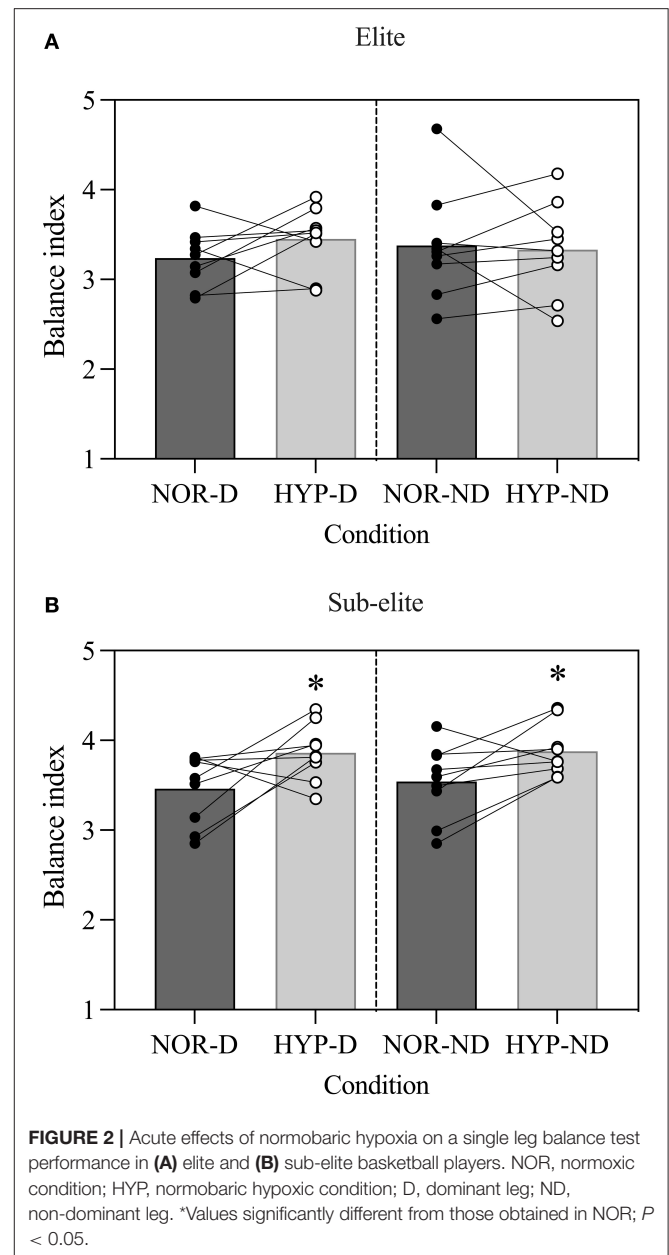 A
Elite
5
4
3
2
1
Balance index
NOR-D HYP-D NOR-ND HYP-ND
Condition
B
Sub-elite
5
4
3
2
1
Balance index
* *
NOR-D HYP-D NOR-ND HYP-ND
Condition
FIGURE 2 | Acute effects of normobaric hypoxia on a single leg balance test
performance in (A) elite and (B) sub-elite basketball players. NOR, normoxic
condition; HYP, normobaric hypoxic condition; D, dominant leg; ND,
non-dominant leg. *Values significantly different from those obtained in NOR; P
< 0.05.